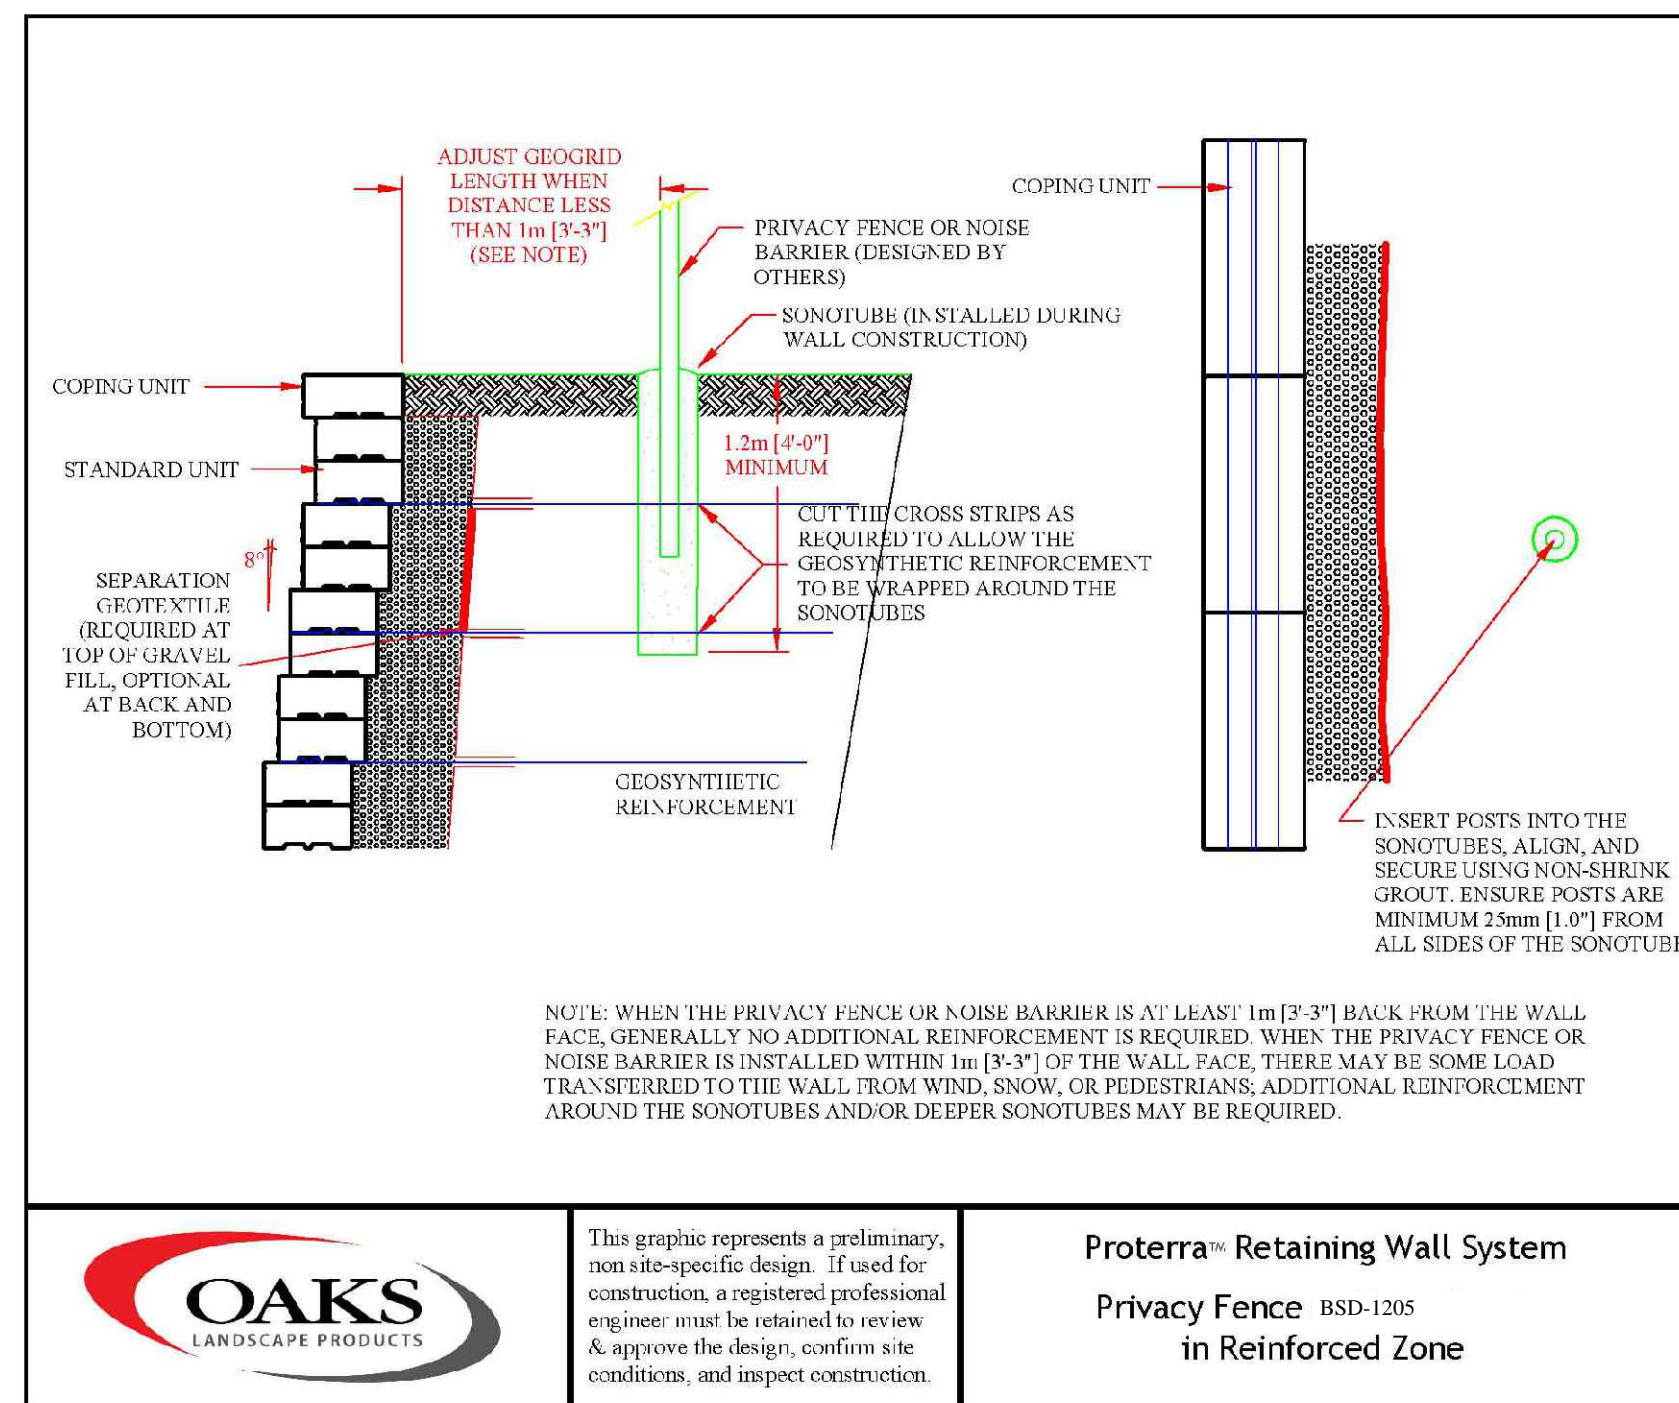 ADJUST GEOGRID
LENGTH WHEN
DISTANCE LESS
THAN 1m [3'-3"]
(SEE NOTE)
PRIVACY FENCE OR NOISE
BARRIER (DESIGNED BY
OTHERS)
SONOTUBE (INSTALLED DURING
WALL CONSTRUCTION)
COPING UNIT
STANDARD UNIT
1.2m [4'-0"]
MINIMUM
CUT THE CROSS STRIPS AS
REQUIRED TO ALLOW THE
GEOSYNTHETIC REINFORCEMENT
TO BE WRAPPED AROUND THE
SONOTUBES
8°
SEPARATION
GEOTEXTILE
(REQUIRED AT
TOP OF GRAVEL
FILL, OPTIONAL
AT BACK AND
BOTTOM)
GEOSYNTHETIC
REINFORCEMENT
COPING UNIT
INSERT POSTS INTO THE
SONOTUBES, ALIGN, AND
SECURE USING NON-SHRINK
GROUT. ENSURE POSTS ARE
MINIMUM 25mm [1.0"] FROM
ALL SIDES OF THE SONOTUBE
NOTE: WHEN THE PRIVACY FENCE OR NOISE BARRIER IS AT LEAST 1m [3'-3"] BACK FROM THE WALL
FACE, GENERALLY NO ADDITIONAL REINFORCEMENT IS REQUIRED. WHEN THE PRIVACY FENCE OR
NOISE BARRIER IS INSTALLED WITHIN 1m [3'-3"] OF THE WALL FACE, THERE MAY BE SOME LOAD
TRANSFERRED TO THE WALL FROM WIND, SNOW, OR PEDESTRIANS; ADDITIONAL REINFORCEMENT
AROUND THE SONOTUBES AND/OR DEEPER SONOTUBES MAY BE REQUIRED.
OAKS
LANDSCAPE PRODUCTS
This graphic represents a preliminary,
non site-specific design. If used for
construction, a registered professional
engineer must be retained to review
& approve the design, confirm site
conditions, and inspect construction.
Proterra™ Retaining Wall System
Privacy Fence BSD-1205
in Reinforced Zone